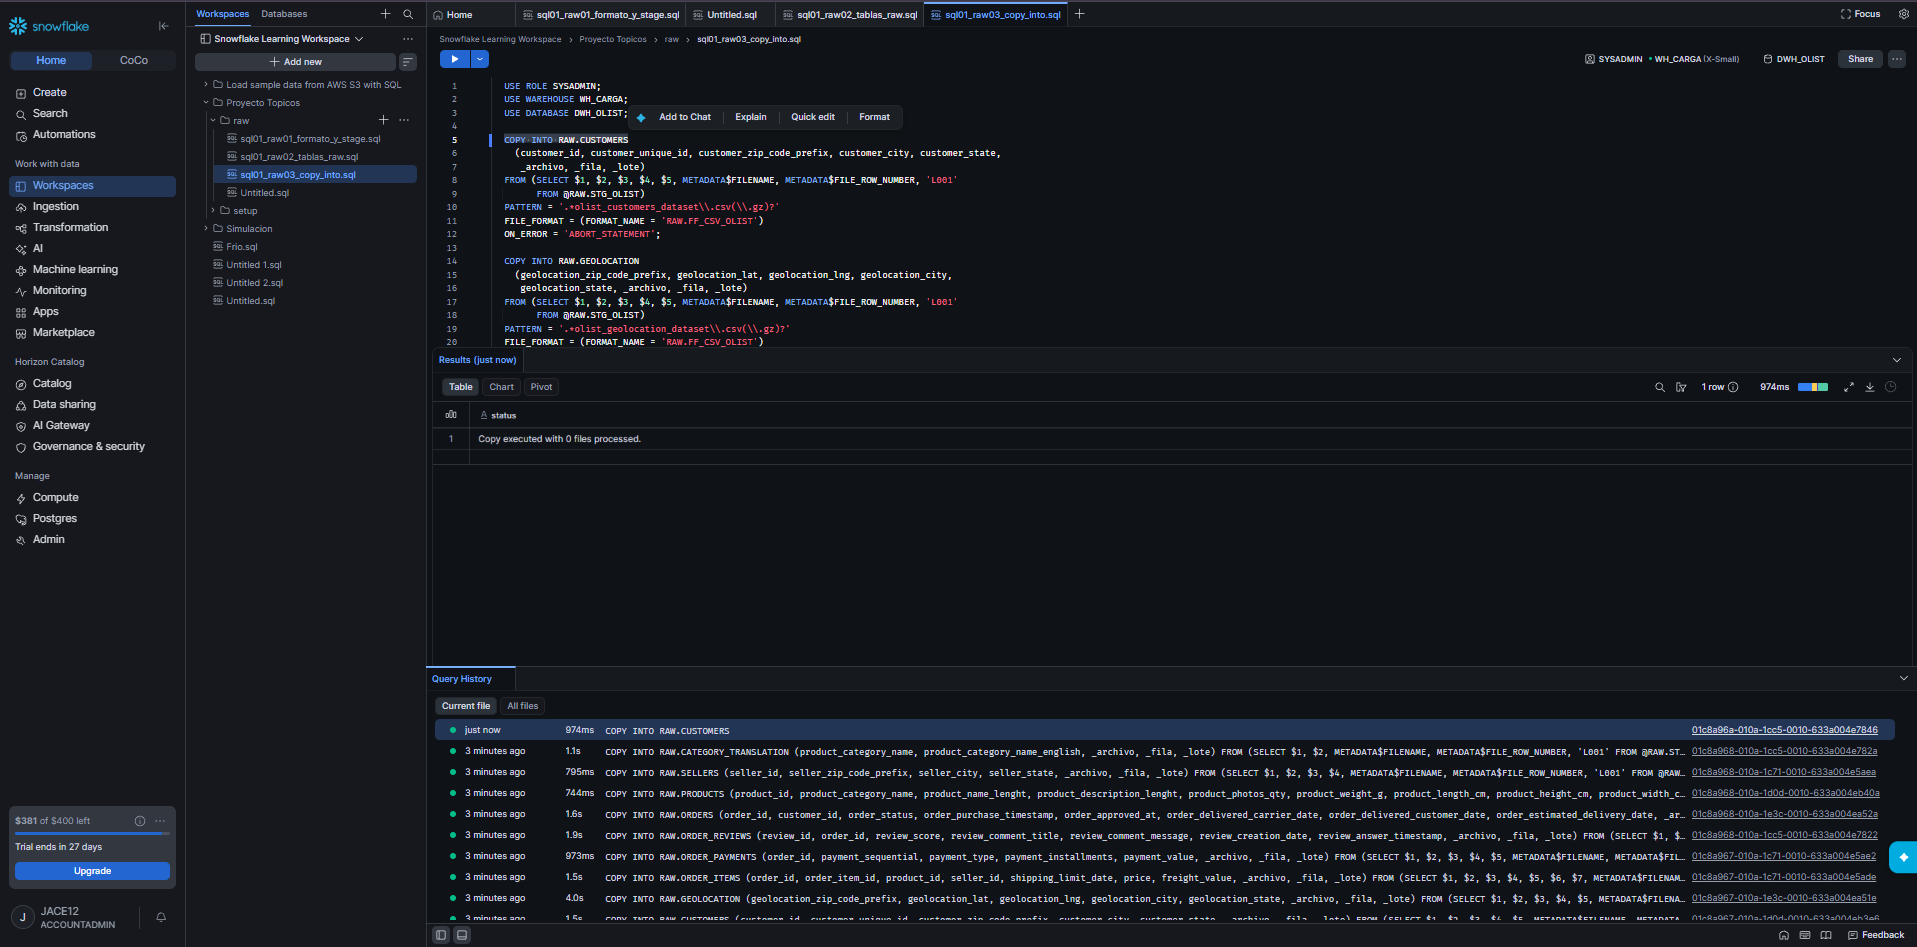 snowflake
Home
CoCo
Create
Search
Automations
Work with data
Workspaces
Ingestion
Transformation
AI
Machine learning
Monitoring
Apps
Marketplace
Horizon Catalog
Catalog
Data sharing
AI Gateway
Governance & security
Manage
Compute
Postgres
Admin
$381 of $400 left
Trial ends in 27 days
Upgrade
J
JACE12
ACCOUNTADMIN
Workspaces
Databases
Snowflake Learning Workspace
Add new
Load sample data from AWS S3 with SQL
Proyecto Topicos
raw
sql01_raw01_formato_y_stage.sql
sql01_raw02_tablas_raw.sql
sql01_raw03_copy_into.sql
Untitled.sql
setup
Simulacion
Frio.sql
Untitled 1.sql
Untitled 2.sql
Untitled.sql
Home
sql01_raw01_formato_y_stage.sql
Untitled.sql
sql01_raw02_tablas_raw.sql
sql01_raw03_copy_into.sql
Focus
Snowflake Learning Workspace > Proyecto Topicos > raw > sql01_raw03_copy_into.sql
SYSADMIN • WH_CARGA (X-Small)
DWH_OLIST
Share
1 USE ROLE SYSADMIN;
2 USE WAREHOUSE WH_CARGA;
3 USE DATABASE DWH_OLIST;
Add to Chat
Explain
Quick edit
Format
4
5 COPY INTO RAW.CUSTOMERS
6 (customer_id, customer_unique_id, customer_zip_code_prefix, customer_city, customer_state,
7 _archivo, _fila, _lote)
8 FROM (SELECT $1, $2, $3, $4, $5, METADATA$FILENAME, METADATA$FILE_ROW_NUMBER, 'L001'
9 FROM @RAW.STG_OLIST)
10 PATTERN = '.*olist_customers_dataset\\.csv(\\.gz)?'
11 FILE_FORMAT = (FORMAT_NAME = 'RAW.FF_CSV_OLIST')
12 ON_ERROR = 'ABORT_STATEMENT';
13
14 COPY INTO RAW.GEOLOCATION
15 (geolocation_zip_code_prefix, geolocation_lat, geolocation_lng, geolocation_city,
16 geolocation_state, _archivo, _fila, _lote)
17 FROM (SELECT $1, $2, $3, $4, $5, METADATA$FILENAME, METADATA$FILE_ROW_NUMBER, 'L001'
18 FROM @RAW.STG_OLIST)
19 PATTERN = '.*olist_geolocation_dataset\\.csv(\\.gz)?'
20 FILE_FORMAT = (FORMAT_NAME = 'RAW.FF_CSV_OLIST')
Results (just now)
Table
Chart
Pivot
1 row
974ms
A status
1 Copy executed with 0 files processed.
Query History
Current file
All files
just now 974ms COPY INTO RAW.CUSTOMERS 01c8a96a-010a-1cc5-0010-633a004e7846
3 minutes ago 1.1s COPY INTO RAW.CATEGORY_TRANSLATION (product_category_name, product_category_name_english, _archivo, _fila, _lote) FROM (SELECT $1, $2, METADATA$FILENAME, METADATA$FILE_ROW_NUMBER, 'L001' FROM @RAW.ST… 01c8a968-010a-1cc5-0010-633a004e782a
3 minutes ago 795ms COPY INTO RAW.SELLERS (seller_id, seller_zip_code_prefix, seller_city, seller_state, _archivo, _fila, _lote) FROM (SELECT $1, $2, $3, $4, METADATA$FILENAME, METADATA$FILE_ROW_NUMBER, 'L001' FROM @RAW… 01c8a968-010a-1c71-0010-633a004e5aea
3 minutes ago 744ms COPY INTO RAW.PRODUCTS (product_id, product_category_name, product_name_lenght, product_description_lenght, product_photos_qty, product_weight_g, product_length_cm, product_height_cm, product_width_c… 01c8a968-010a-1d0d-0010-633a004eb40a
3 minutes ago 1.6s COPY INTO RAW.ORDERS (order_id, customer_id, order_status, order_purchase_timestamp, order_approved_at, order_delivered_carrier_date, order_delivered_customer_date, order_estimated_delivery_date, _ar… 01c8a968-010a-1e3c-0010-633a004ea52a
3 minutes ago 1.9s COPY INTO RAW.ORDER_REVIEWS (review_id, order_id, review_score, review_comment_title, review_comment_message, review_creation_date, review_answer_timestamp, _archivo, _fila, _lote) FROM (SELECT $1, $… 01c8a968-010a-1cc5-0010-633a004e7822
3 minutes ago 973ms COPY INTO RAW.ORDER_PAYMENTS (order_id, payment_sequential, payment_type, payment_installments, payment_value, _archivo, _fila, _lote) FROM (SELECT $1, $2, $3, $4, $5, METADATA$FILENAME, METADATA$FIL… 01c8a967-010a-1c71-0010-633a004e5ae2
3 minutes ago 1.5s COPY INTO RAW.ORDER_ITEMS (order_id, order_item_id, product_id, seller_id, shipping_limit_date, price, freight_value, _archivo, _fila, _lote) FROM (SELECT $1, $2, $3, $4, $5, $6, $7, METADATA$FILENAM… 01c8a967-010a-1c71-0010-633a004e5ade
3 minutes ago 4.0s COPY INTO RAW.GEOLOCATION (geolocation_zip_code_prefix, geolocation_lat, geolocation_lng, geolocation_city, geolocation_state, _archivo, _fila, _lote) FROM (SELECT $1, $2, $3, $4, $5, METADATA$FILENA… 01c8a967-010a-1e3c-0010-633a004ea51e
3 minutes ago 1.5s COPY INTO RAW.CUSTOMERS
Feedback